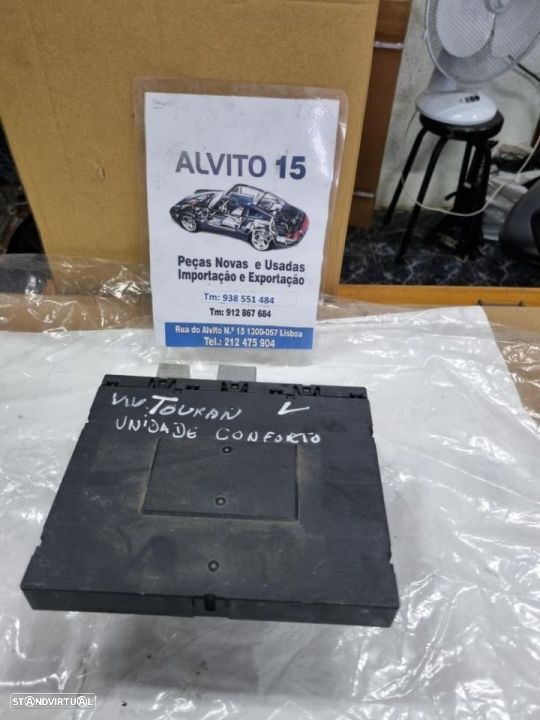 ALVITO 15
Peças Novas e Usadas
Importação e Exportação
Tm: 938 551 484
Tm: 912 867 684
Rua do Alvito N.º 15 1300-057 Lisboa
Tel.: 212 475 904
VW TOURAN L
UNIDADE CONFORTO
STANDVIRTUAL